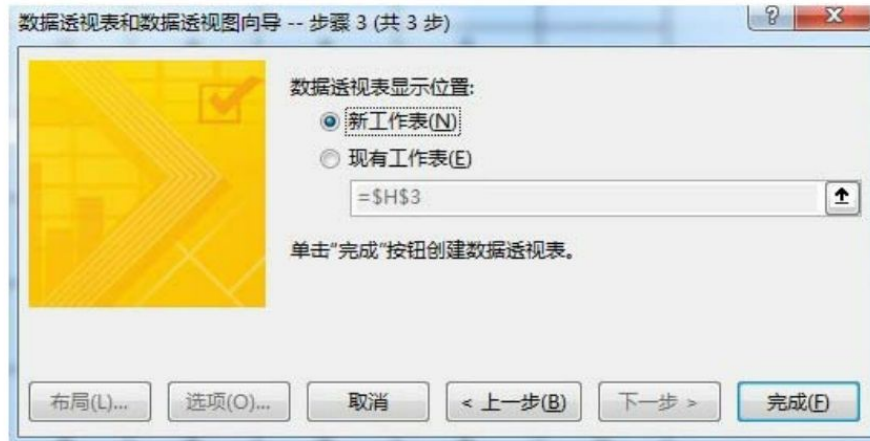 数据透视表和数据透视图向导 -- 步骤 3 (共 3 步)
数据透视表显示位置:
新工作表(N)
现有工作表(E)
=$H$3
单击"完成"按钮创建数据透视表。
布局(L)... 选项(O)... 取消 < 上一步(B) 下一步 > 完成(F)